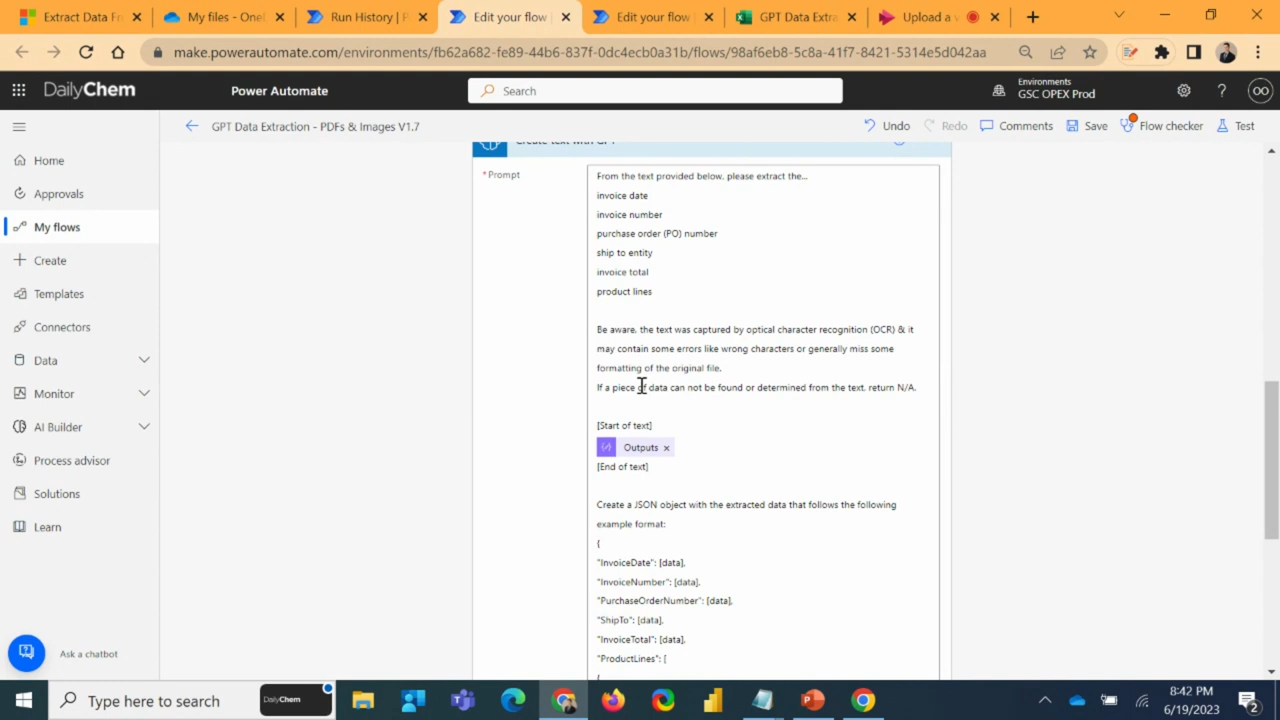 Extract Data Fro
My files - OneD
Run History | P
Edit your flow
Edit your flow
GPT Data Extra
Upload a v
make.powerautomate.com/environments/fb62a682-fe89-44b6-837f-0dc4ecb0a31b/flows/98af6eb8-5c8a-41f7-8421-5314e5d042aa
DailyChem
Power Automate
Search
Environments
GSC OPEX Prod
OO
GPT Data Extraction - PDFs & Images V1.7
Undo
Redo
Comments
Save
Flow checker
Test
Home
Approvals
My flows
Create
Templates
Connectors
Data
Monitor
AI Builder
Process advisor
Solutions
Learn
Ask a chatbot
Create text with GPT
* Prompt
From the text provided below, please extract the...
invoice date
invoice number
purchase order (PO) number
ship to entity
invoice total
product lines
Be aware, the text was captured by optical character recognition (OCR) & it
may contain some errors like wrong characters or generally miss some
formatting of the original file.
If a piece of data can not be found or determined from the text, return N/A.
[Start of text]
Outputs
[End of text]
Create a JSON object with the extracted data that follows the following
example format:
{
"InvoiceDate": [data],
"InvoiceNumber": [data],
"PurchaseOrderNumber": [data],
"ShipTo": [data],
"InvoiceTotal": [data],
"ProductLines": [
{
Type here to search
DailyChem
8:42 PM
6/19/2023
2